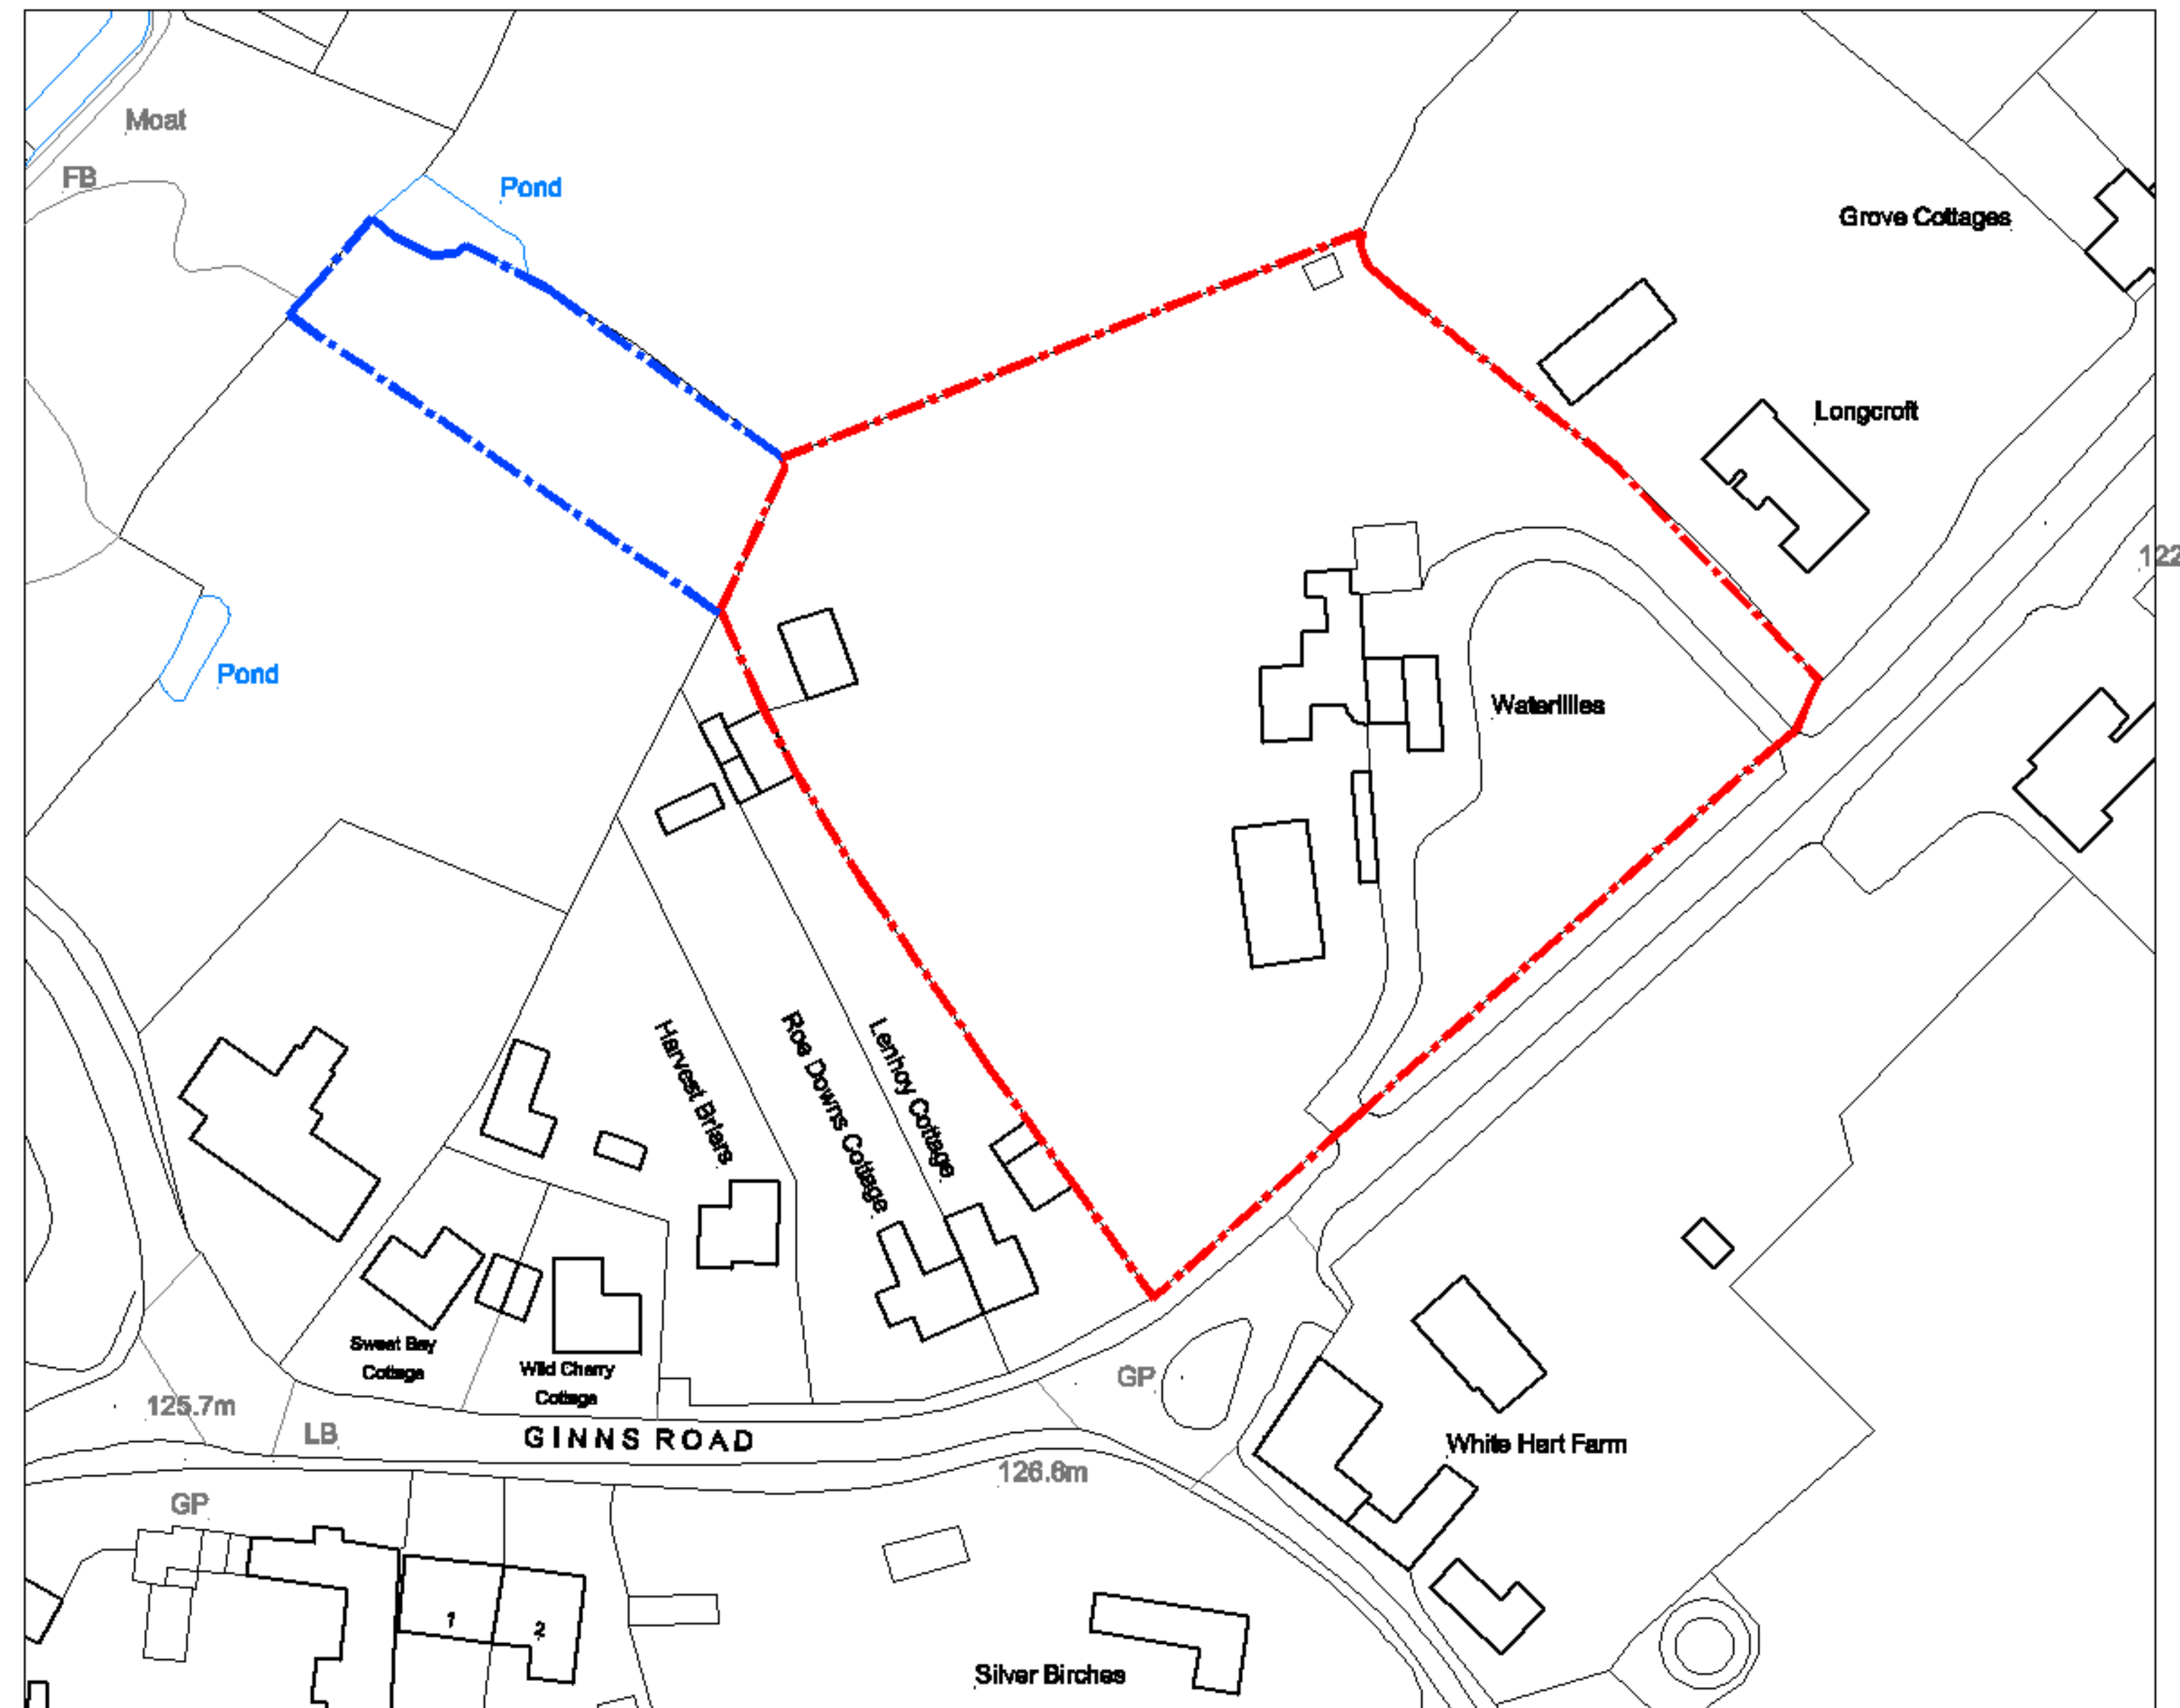 Moat
FB
Pond
Grove Cottages
Longcroft
122
Pond
Waterlilies
Harvest Briars
Roe Downs Cottage
Lenhoy Cottage
Sweet Bay
Cottage
Wild Cherry
Cottage
GP
125.7m
LB
GINNS ROAD
White Hart Farm
126.6m
GP
1
2
Silver Birches